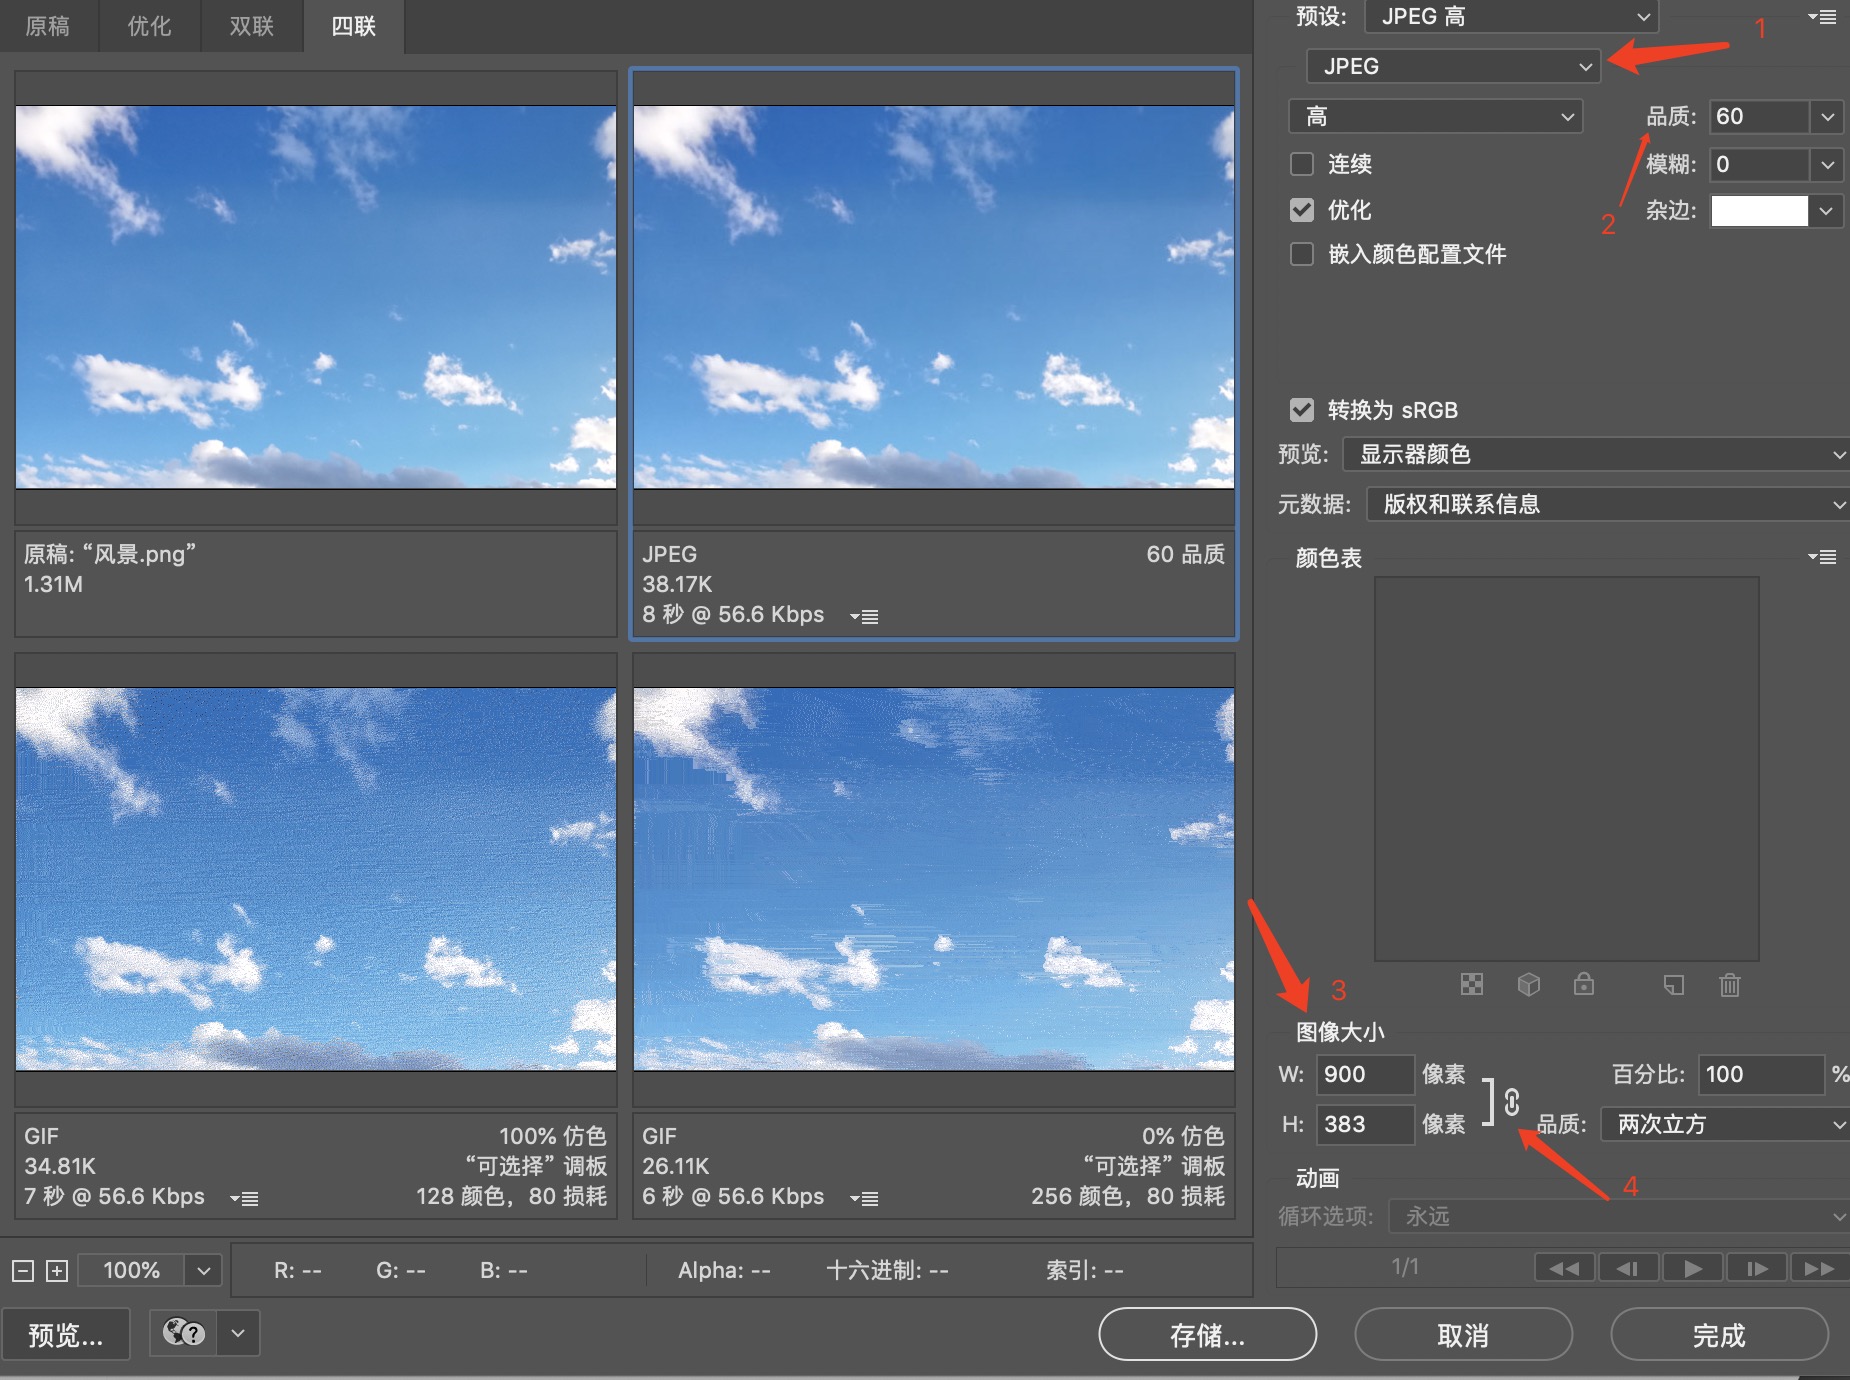 原稿
优化
双联
四联
原稿: “风景.png”
1.31M
JPEG
60 品质
38.17K
8 秒 @ 56.6 Kbps
GIF
100% 仿色
34.81K
“可选择” 调板
7 秒 @ 56.6 Kbps
128 颜色，80 损耗
GIF
0% 仿色
26.11K
“可选择” 调板
6 秒 @ 56.6 Kbps
256 颜色，80 损耗
100%
R: --
G: --
B: --
Alpha: --
十六进制: --
索引: --
预览...
?
存储...
取消
完成
预设:
JPEG 高
1
JPEG
高
品质:
60
连续
模糊:
0
2
优化
杂边:
嵌入颜色配置文件
转换为 sRGB
预览:
显示器颜色
元数据:
版权和联系信息
颜色表
3
图像大小
W:
900
像素
百分比:
100
%
H:
383
像素
品质:
两次立方
4
动画
循环选项:
永远
1/1